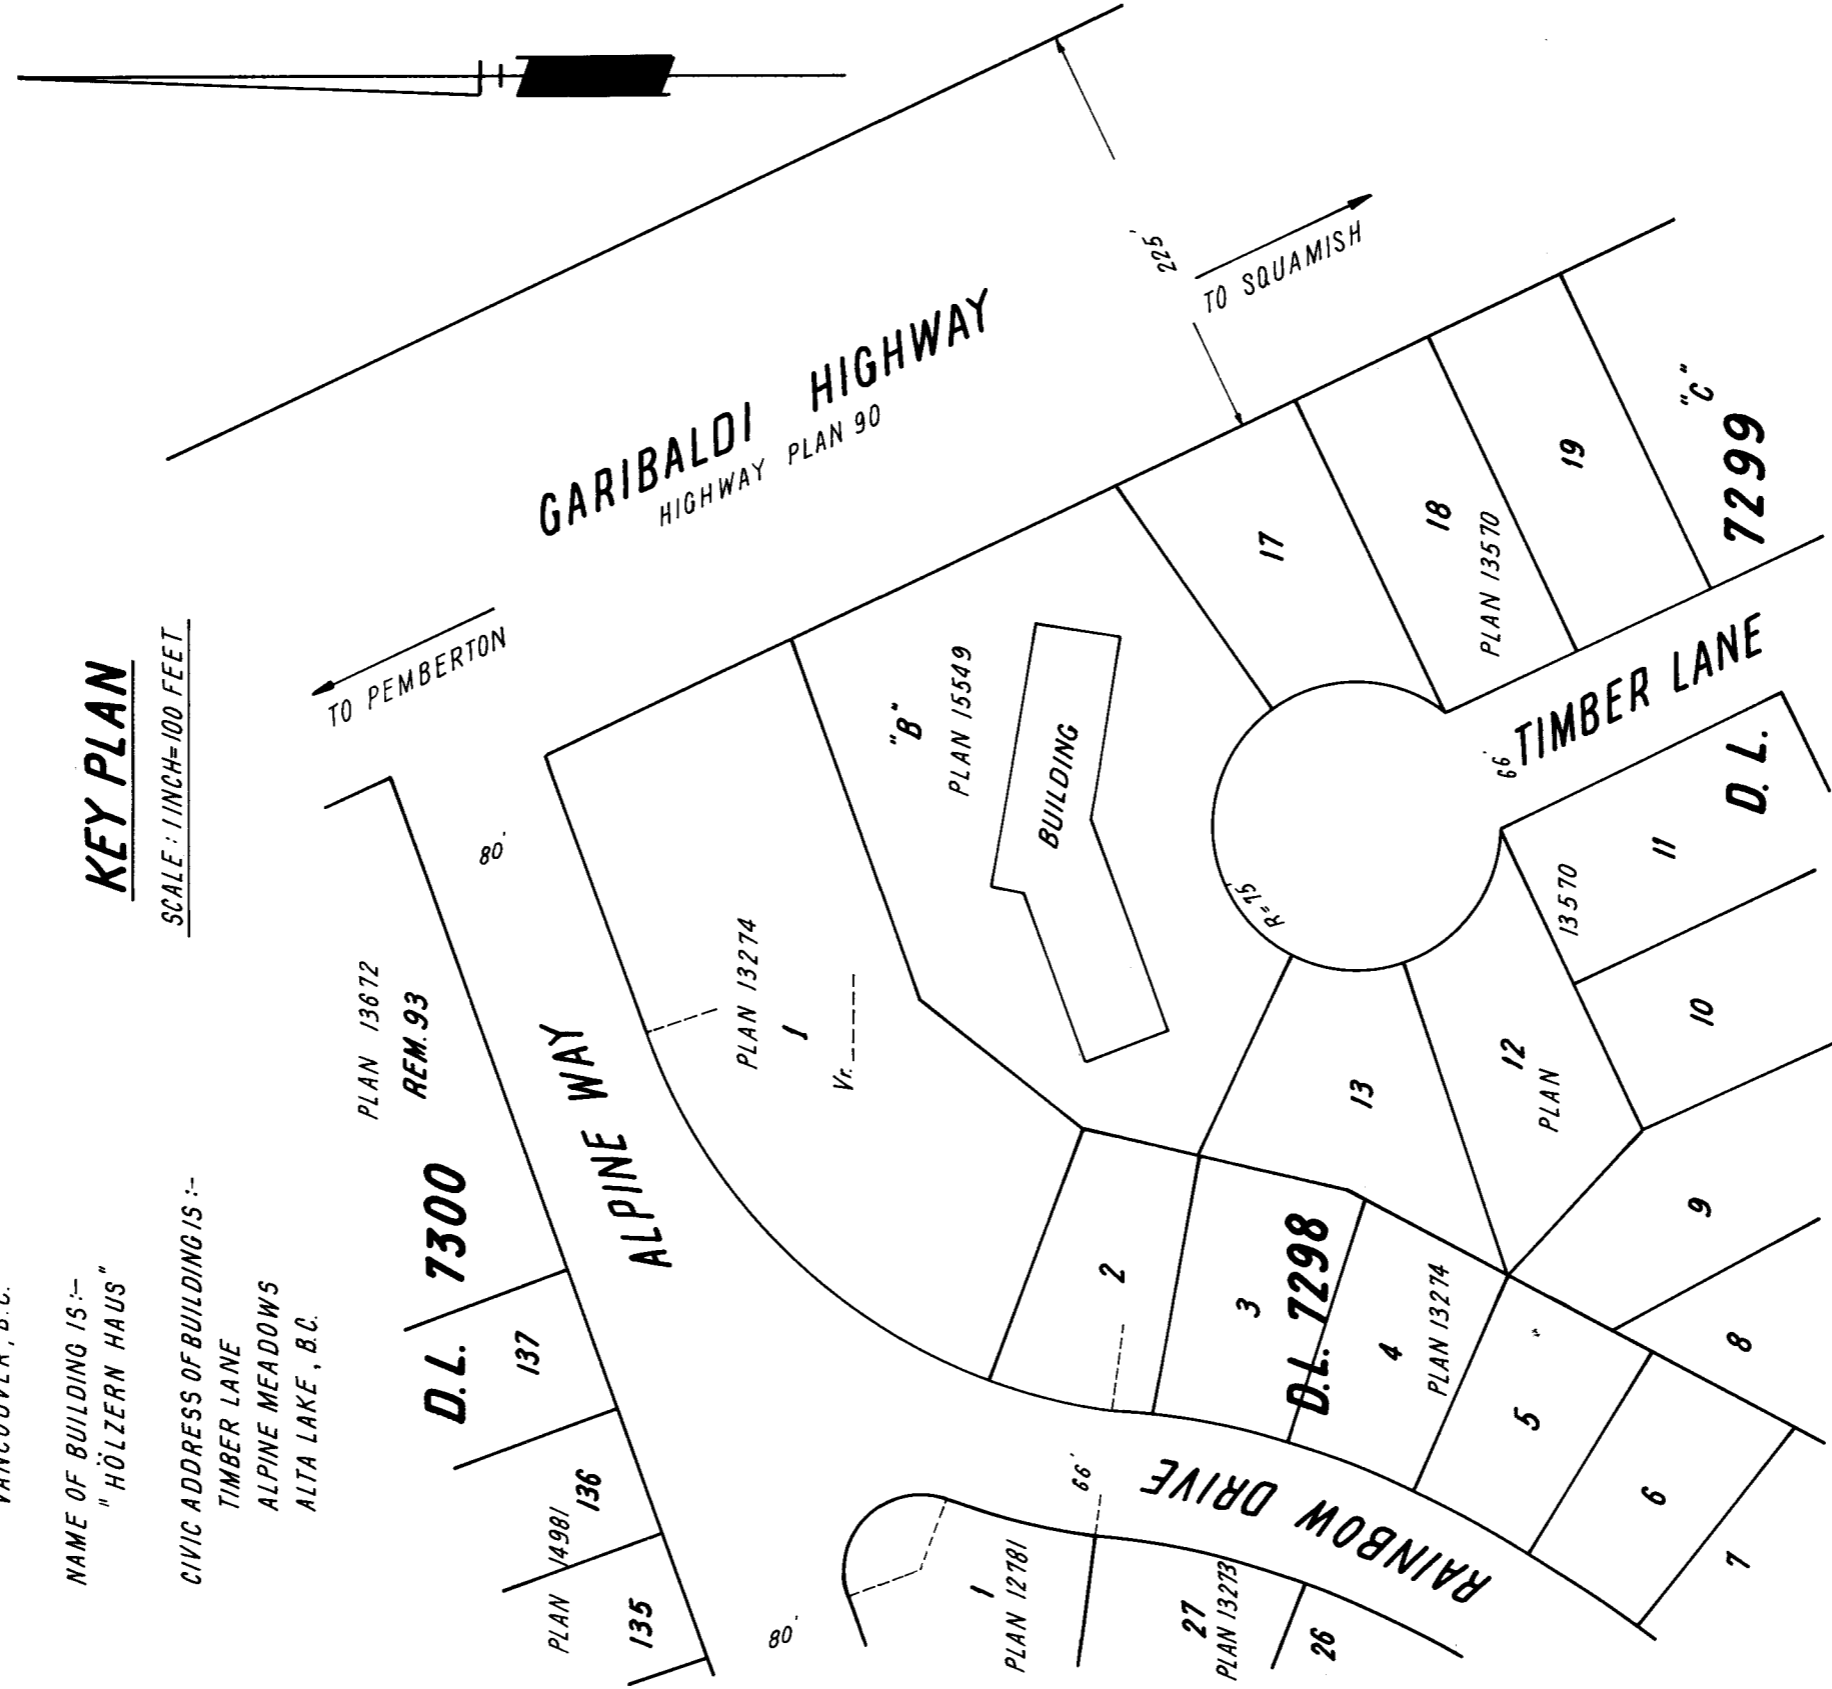 VANCOUVER, B.C.
NAME OF BUILDING IS:-
"HÖLZERN HAUS"
CIVIC ADDRESS OF BUILDING IS:-
TIMBER LANE
ALPINE MEADOWS
ALTA LAKE, B.C.
KEY PLAN
SCALE: 1 INCH=100 FEET
TO PEMBERTON
GARIBALDI HIGHWAY
HIGHWAY PLAN 90
225'
TO SQUAMISH
PLAN 13672
REM. 93
D.L. 7300
137
136
PLAN 14981
135
80'
ALPINE WAY
80'
PLAN 13274
1
Vr.
"B"
PLAN 15549
BUILDING
R=75'
17
18
PLAN 13570
19
"C"
D.L. 7299
66'
TIMBER LANE
11
13570
10
12
PLAN
13
9
8
2
3
D.L. 7298
4
PLAN 13274
5
6
7
RAINBOW DRIVE
66'
1
PLAN 12781
27
PLAN 13273
26